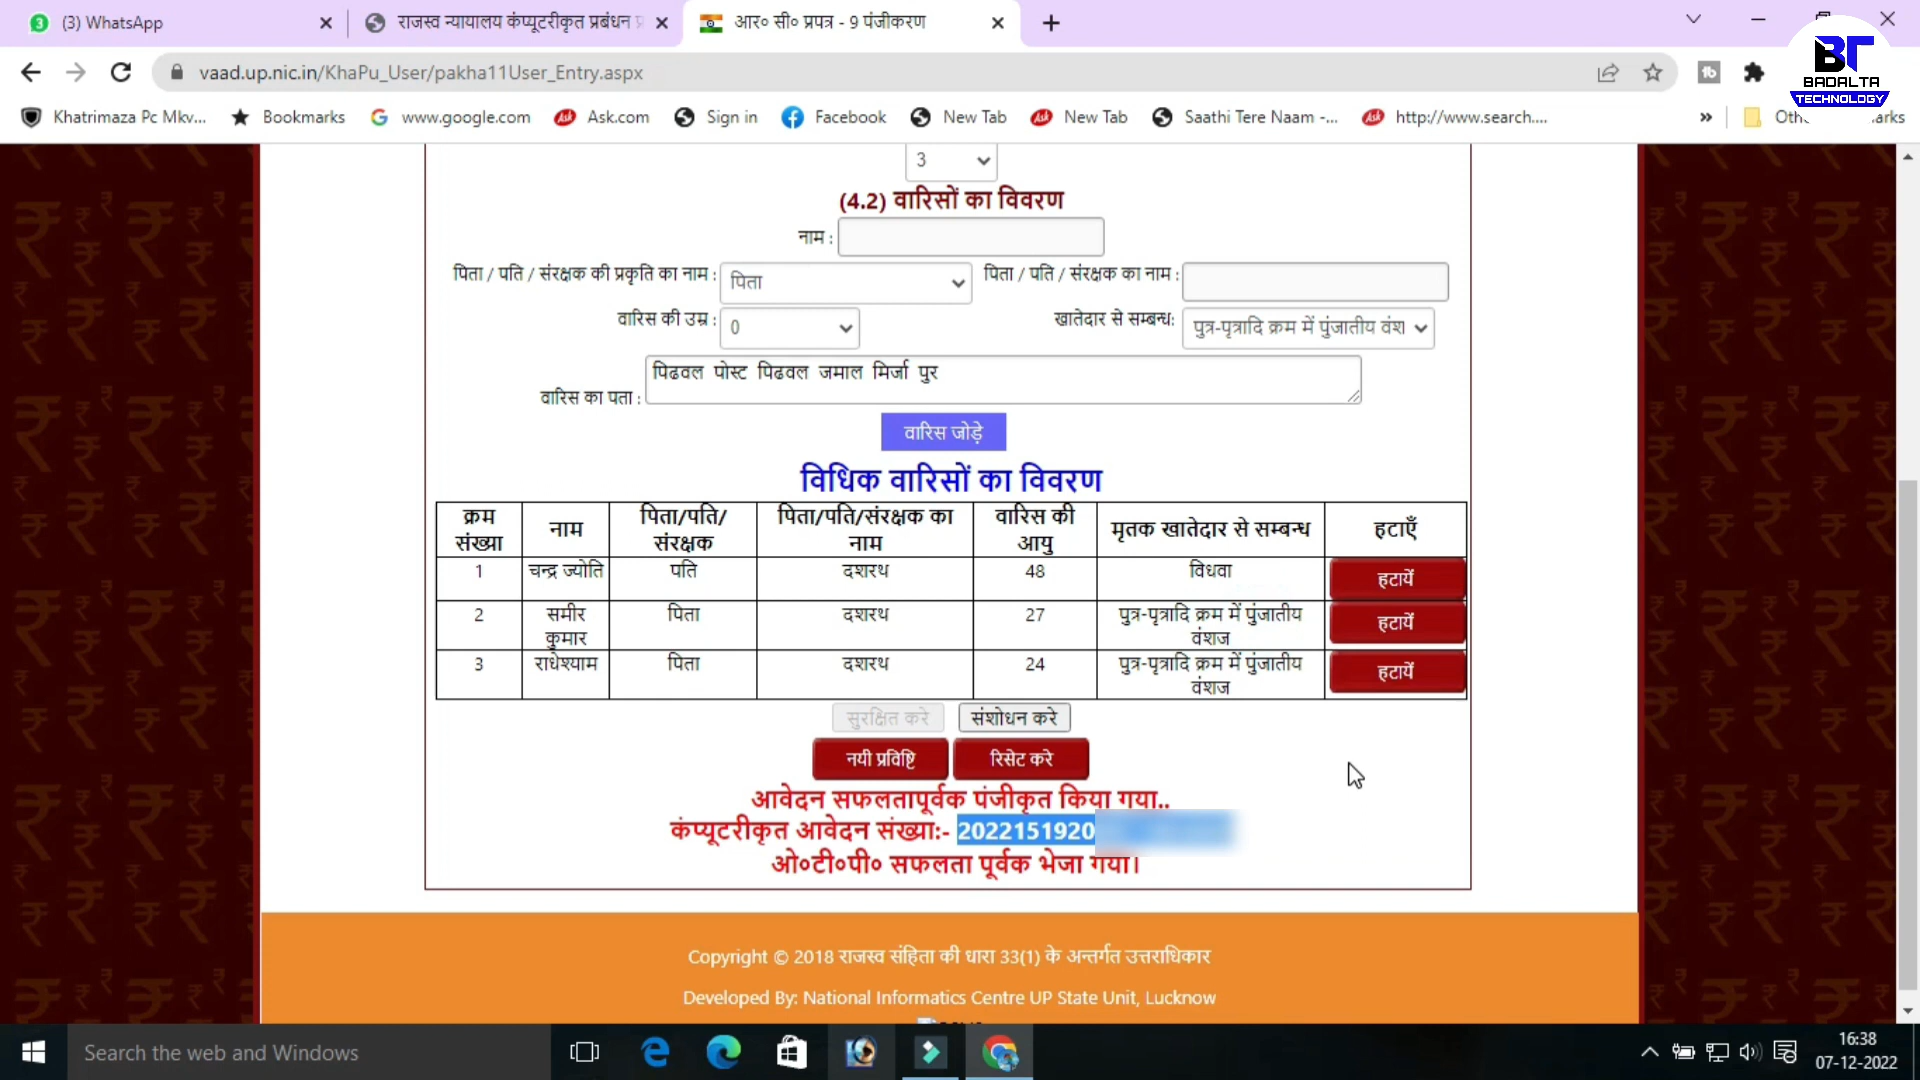 (3) WhatsApp
राजस्व न्यायालय कंप्यूटरीकृत प्रबंधन प्र
आर० सी० प्रपत्र - 9 पंजीकरण
BADALTA
TECHNOLOGY
vaad.up.nic.in/KhaPu_User/pakha11User_Entry.aspx
Khatrimaza Pc Mkv...
Bookmarks
www.google.com
Ask.com
Sign in
Facebook
New Tab
New Tab
Saathi Tere Naam -...
http://www.search....
3
(4.2) वारिसों का विवरण
नाम :
पिता / पति / संरक्षक की प्रकृति का नाम : पिता
पिता / पति / संरक्षक का नाम :
वारिस की उम्र : 0
खातेदार से सम्बन्ध: पुत्र-पृत्रादि क्रम में पुंजातीय वंश
वारिस का पता : पिढवल पोस्ट पिढवल जमाल मिर्जा पुर
वारिस जोड़े
विधिक वारिसों का विवरण
क्रम संख्या नाम पिता/पति/संरक्षक पिता/पति/संरक्षक का नाम वारिस की आयु मृतक खातेदार से सम्बन्ध हटाएँ
1 चन्द्र ज्योति पति दशरथ 48 विधवा हटायें
2 समीर कुमार पिता दशरथ 27 पुत्र-पृत्रादि क्रम में पुंजातीय वंशज हटायें
3 राधेश्याम पिता दशरथ 24 पुत्र-पृत्रादि क्रम में पुंजातीय वंशज हटायें
सुरक्षित करे संशोधन करे
नयी प्रविष्टि रिसेट करे
आवेदन सफलतापूर्वक पंजीकृत किया गया..
कंप्यूटरीकृत आवेदन संख्या:- 2022151920
ओ०टी०पी० सफलता पूर्वक भेजा गया।
Copyright © 2018 राजस्व संहिता की धारा 33(1) के अन्तर्गत उत्तराधिकार
Developed By: National Informatics Centre UP State Unit, Lucknow
Search the web and Windows
16:38
07-12-2022